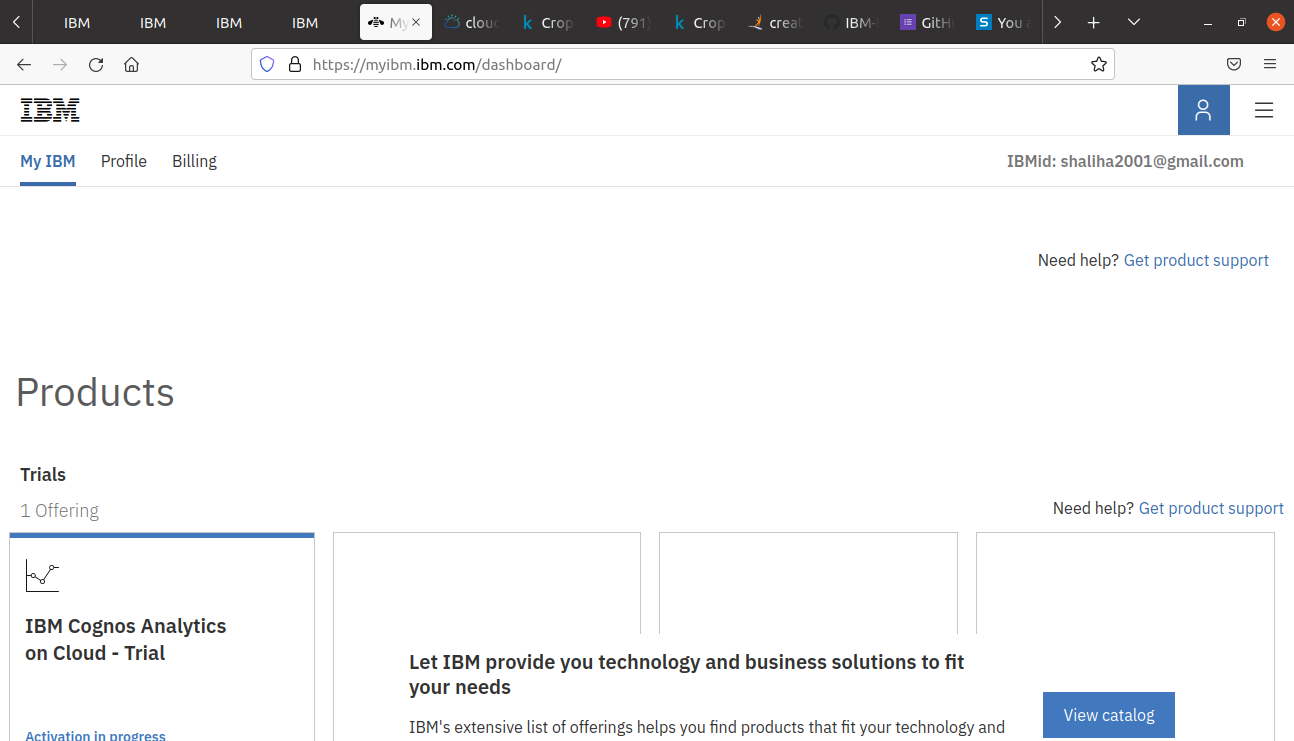 IBM IBM IBM IBM My clou Crop (791) Crop creat IBM- GitH You a
https://myibm.ibm.com/dashboard/
IBM
My IBM Profile Billing IBMid: shaliha2001@gmail.com
Need help? Get product support
Products
Trials
1 Offering
Need help? Get product support
IBM Cognos Analytics
on Cloud - Trial
Activation in progress
Let IBM provide you technology and business solutions to fit
your needs
IBM's extensive list of offerings helps you find products that fit your technology and
View catalog